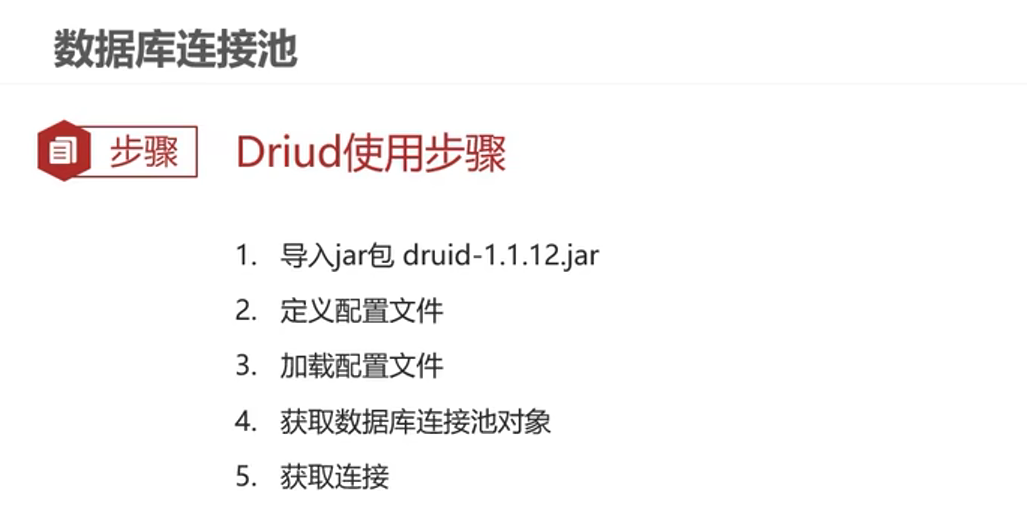 数据库连接池
步骤
Driud使用步骤
1. 导入jar包 druid-1.1.12.jar
2. 定义配置文件
3. 加载配置文件
4. 获取数据库连接池对象
5. 获取连接